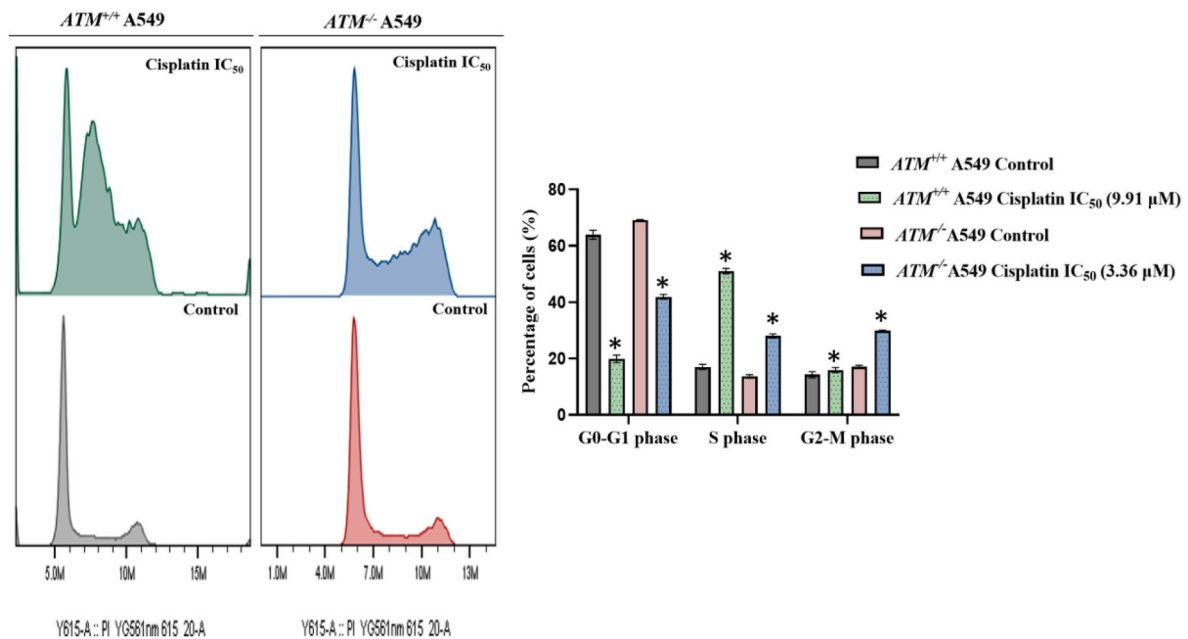 ATM+/+ A549
ATM-/- A549
Cisplatin IC50
Cisplatin IC50
Control
Control
5.0M 10M 15M
1.0M 4.0M 7.0M 10M 13M
Y615-A :: PI_YG561nm 615_20-A
Y615-A :: PI_YG561nm 615_20-A
ATM+/+ A549 Control
ATM+/+ A549 Cisplatin IC50 (9.91 µM)
ATM-/- A549 Control
ATM-/- A549 Cisplatin IC50 (3.36 µM)
Percentage of cells (%)
80
60
40
20
0
* * * * * *
G0-G1 phase S phase G2-M phase